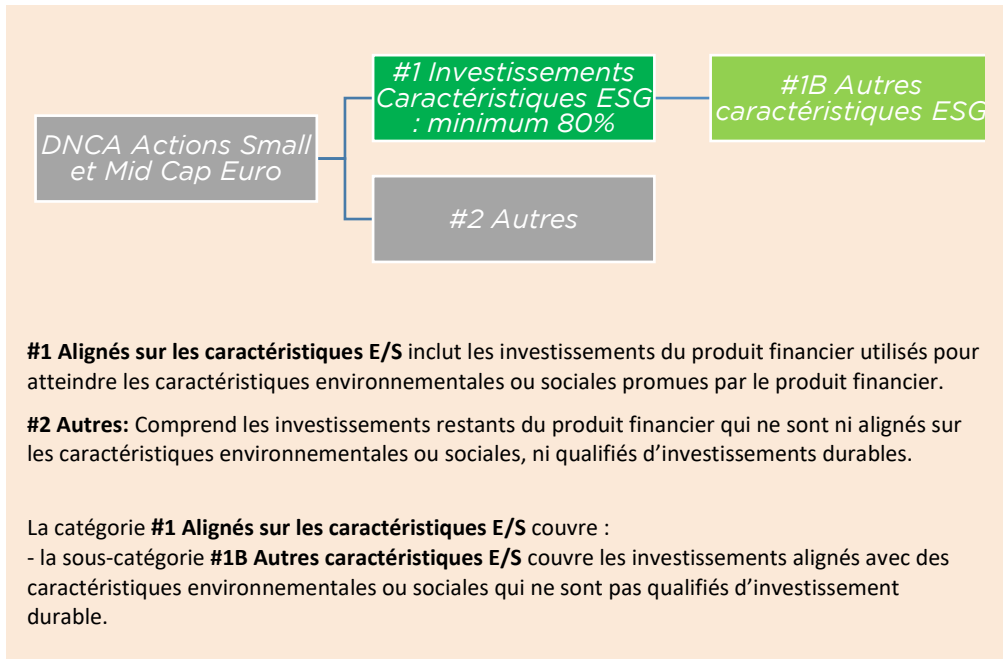 #1 Investissements
Caractéristiques ESG
: minimum 80%
#1B Autres
caractéristiques ESG
DNCA Actions Small
et Mid Cap Euro
#2 Autres
#1 Alignés sur les caractéristiques E/S inclut les investissements du produit financier utilisés pour
atteindre les caractéristiques environnementales ou sociales promues par le produit financier.
#2 Autres: Comprend les investissements restants du produit financier qui ne sont ni alignés sur
les caractéristiques environnementales ou sociales, ni qualifiés d’investissements durables.
La catégorie #1 Alignés sur les caractéristiques E/S couvre :
- la sous-catégorie #1B Autres caractéristiques E/S couvre les investissements alignés avec des
caractéristiques environnementales ou sociales qui ne sont pas qualifiés d’investissement
durable.